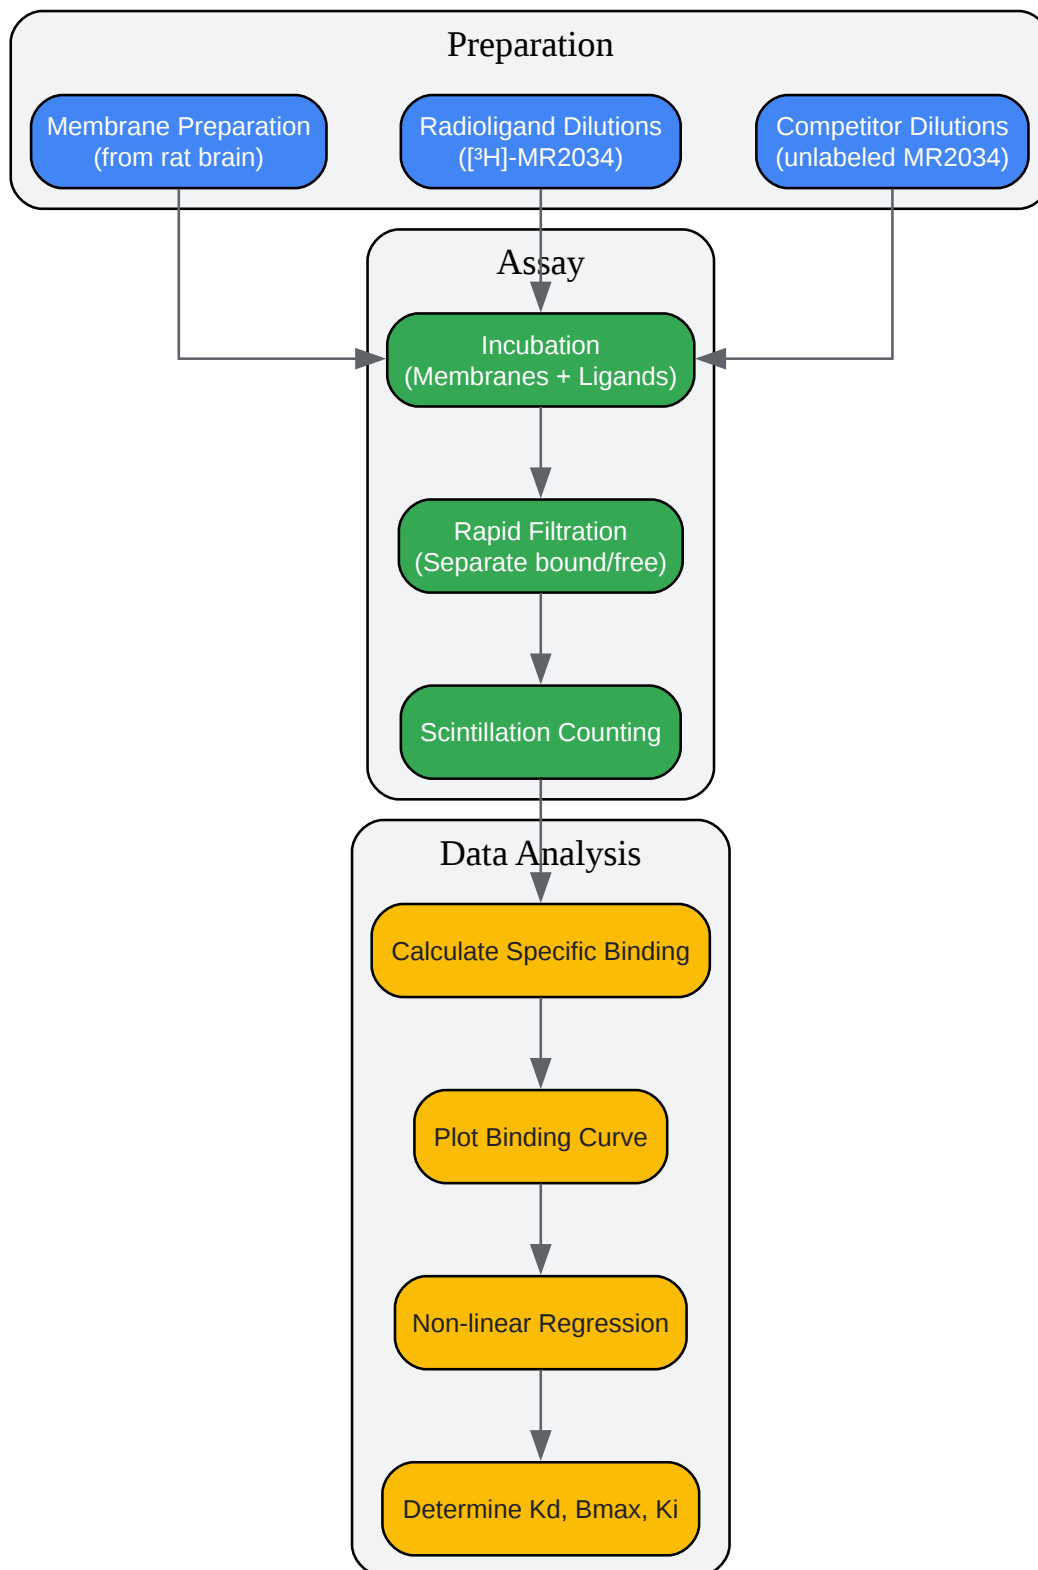 Preparation
Membrane Preparation
(from rat brain)
Radioligand Dilutions
([³H]-MR2034)
Competitor Dilutions
(unlabeled MR2034)
Assay
Incubation
(Membranes + Ligands)
Rapid Filtration
(Separate bound/free)
Scintillation Counting
Data Analysis
Calculate Specific Binding
Plot Binding Curve
Non-linear Regression
Determine Kd, Bmax, Ki